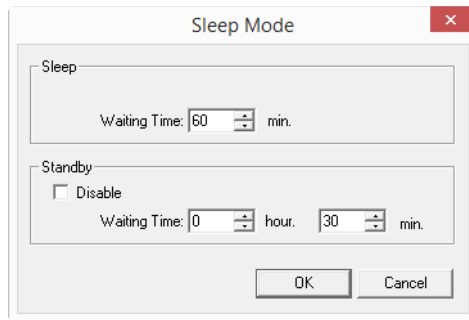 Sleep Mode
Sleep
Waiting Time: 60 min.
Standby
Disable
Waiting Time: 0 hour. 30 min.
OK Cancel